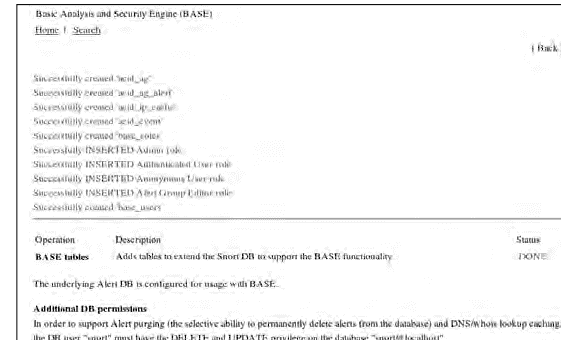 Basic Analysis and Security Engine (BASE)
Home | Search
[ Back
Successfully created 'acid_ag'
Successfully created 'acid_ag_alert'
Successfully created 'acid_ip_cache'
Successfully created 'acid_event'
Successfully created 'base_roles'
Successfully INSERTED Admin role
Successfully INSERTED Authenticated User role
Successfully INSERTED Anonymous User role
Successfully INSERTED Alert Group Editor role
Successfully created 'base_users'
Operation Description Status
BASE tables Adds tables to extend the Snort DB to support the BASE functionality DONE
The underlying Alert DB is configured for usage with BASE.
Additional DB permissions
In order to support Alert purging (the selective ability to permanently delete alerts from the database) and DNS/whois lookup caching,
the DB user "snort" must have the DELETE and UPDATE privilege on the database "snort@localhost"